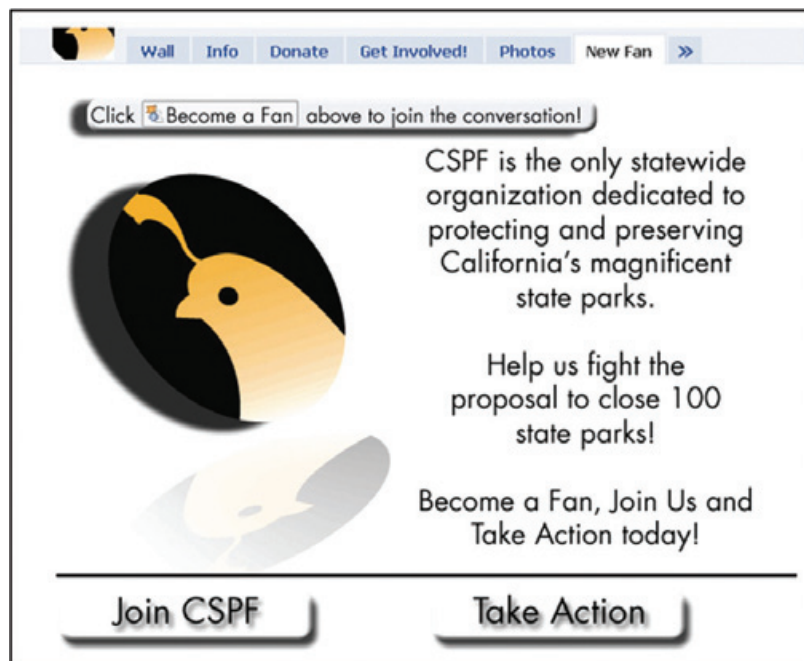 Wall Info Donate Get Involved! Photos New Fan »
Click Become a Fan above to join the conversation!
CSPF is the only statewide
organization dedicated to
protecting and preserving
California's magnificent
state parks.
Help us fight the
proposal to close 100
state parks!
Become a Fan, Join Us and
Take Action today!
Join CSPF Take Action